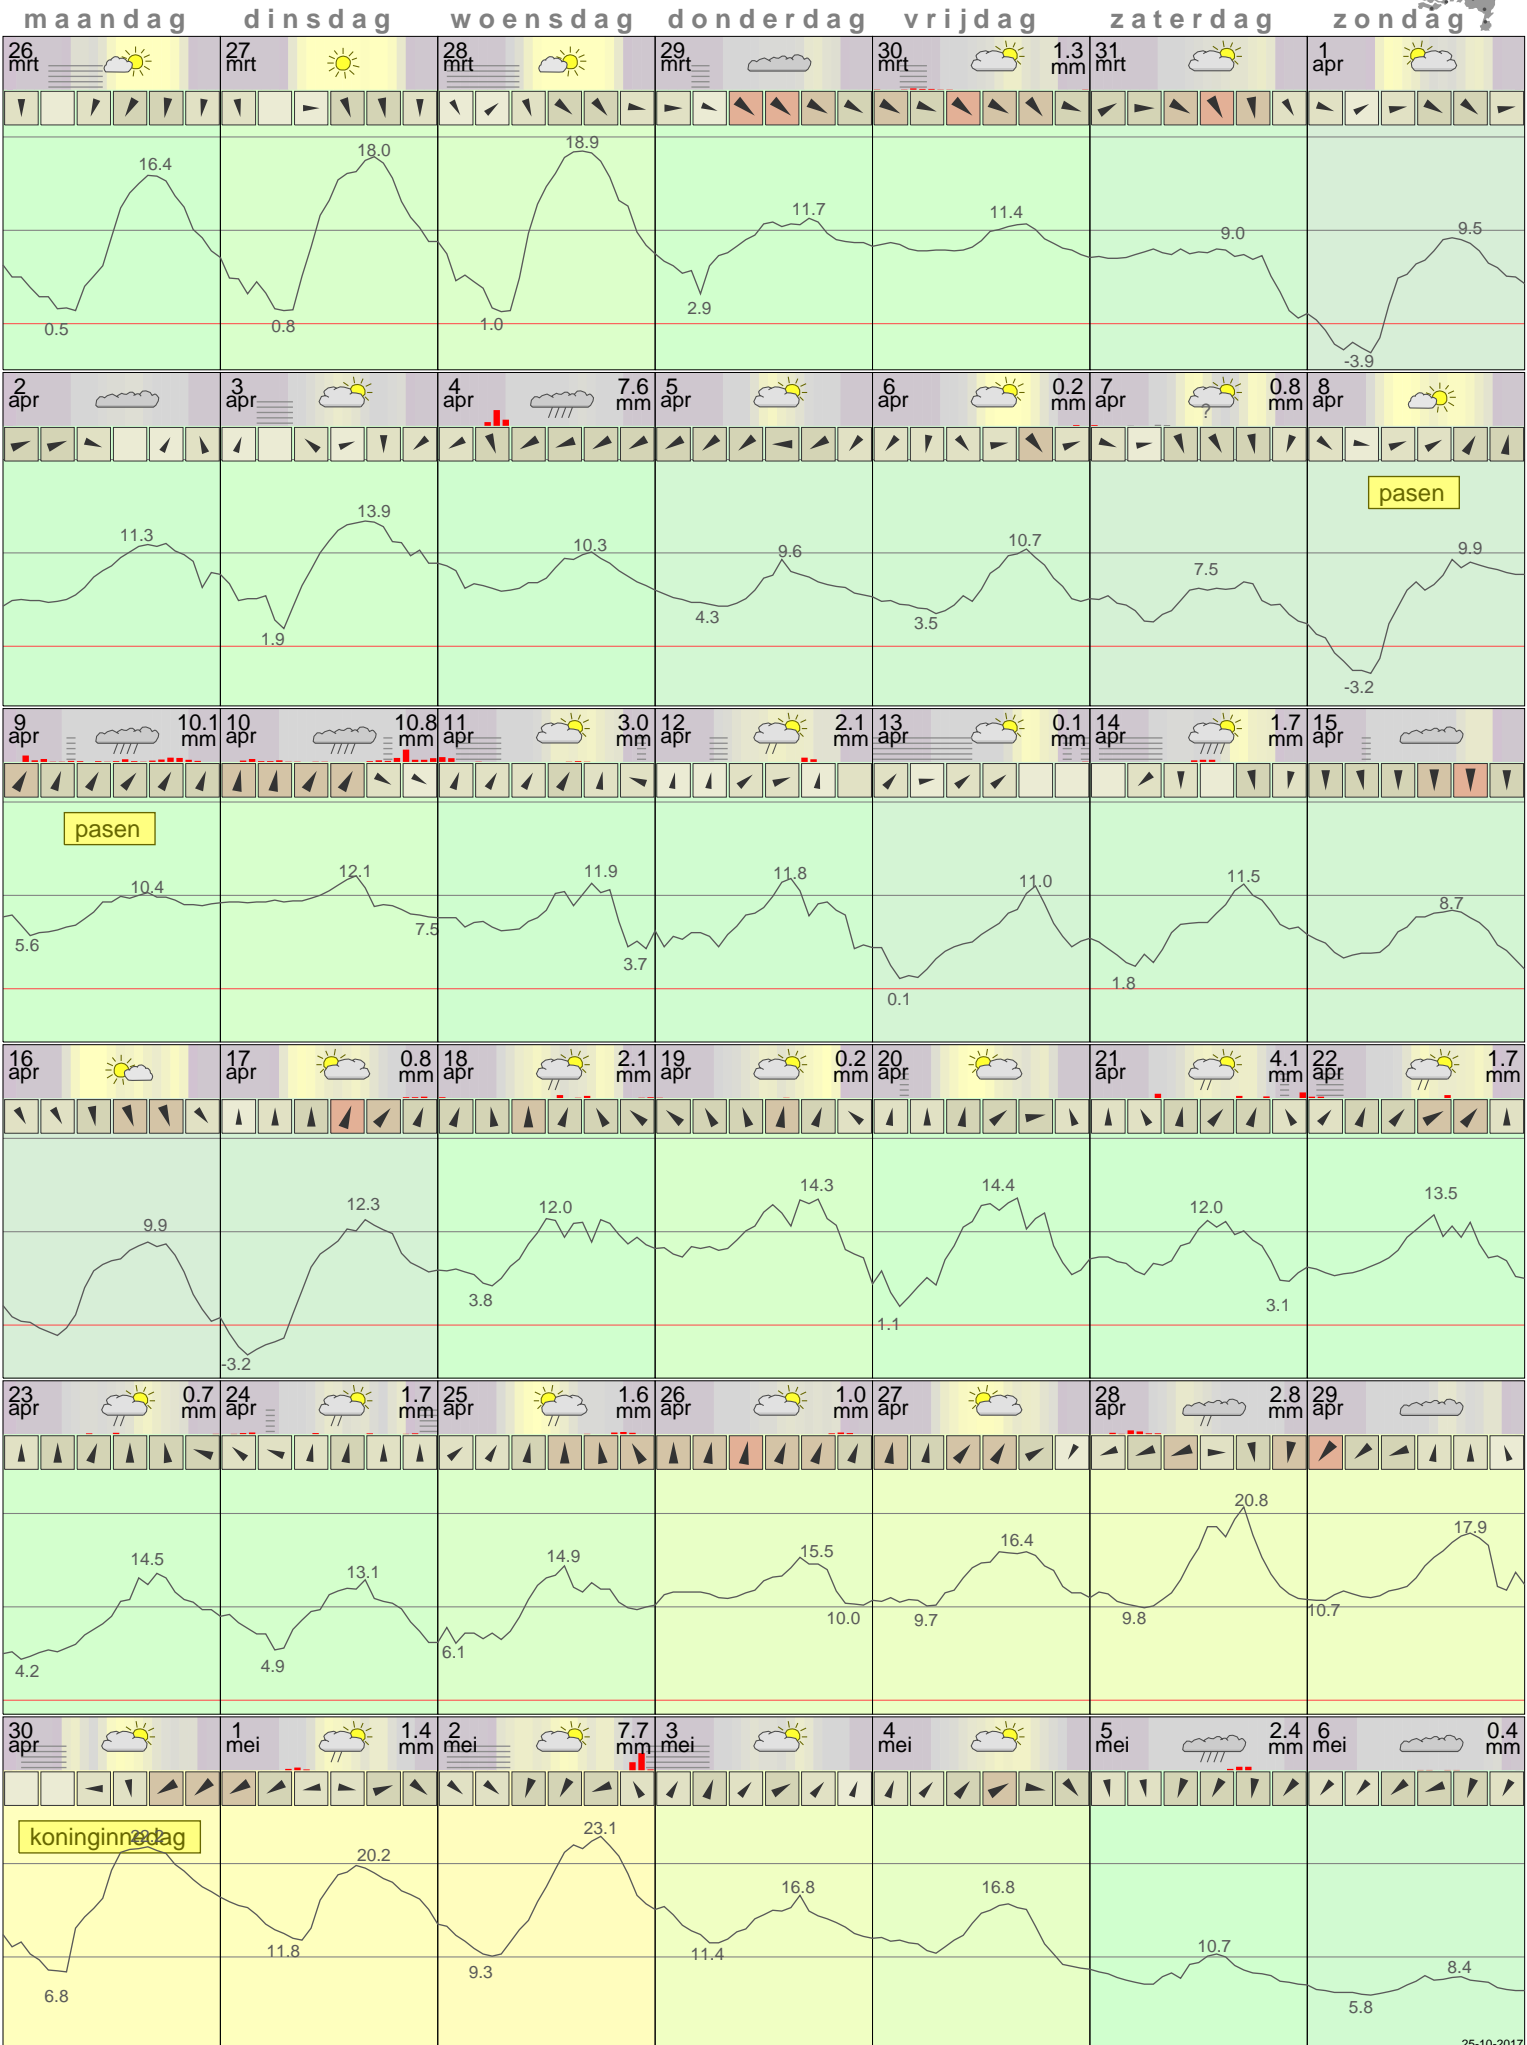 maandag dinsdag woensdag donderdag vrijdag zaterdag zondag
26 27 28 29 30 1.3 31 1
mrt mrt mrt mrt mrt mm mrt apr
16.4 18.0 18.9 11.7 11.4 9.0 9.5
0.5 0.8 1.0 2.9 -3.9
2 3 4 7.6 5 6 0.2 7 0.8 8
apr apr apr mm apr apr mm apr mm apr
?
pasen
11.3 13.9 10.3 9.6 10.7 7.5 9.9
1.9 4.3 3.5 -3.2
9 10.1 10 10.8 11 3.0 12 2.1 13 0.1 14 1.7 15
apr mm apr mm apr mm apr mm apr mm apr mm apr
pasen
10.4 12.1 11.9 11.8 11.0 11.5 8.7
5.6 7.5 3.7 0.1 1.8
16 17 0.8 18 2.1 19 0.2 20 21 4.1 22 1.7
apr apr mm apr mm apr mm apr apr mm apr mm
9.9 12.3 12.0 14.3 14.4 12.0 13.5
-3.2 3.8 1.1 3.1
23 0.7 24 1.7 25 1.6 26 1.0 27 28 2.8 29
apr mm apr mm apr mm apr mm apr apr mm apr
14.5 13.1 14.9 15.5 16.4 20.8 17.9
4.2 4.9 6.1 10.0 9.7 9.8 10.7
30 1 1.4 2 7.7 3 4 5 2.4 6 0.4
apr mei mm mei mm mei mei mei mm mei mm
koninginnedag
22.2 20.2 23.1 16.8 16.8 10.7 8.4
6.8 11.8 9.3 11.4 5.8
25-10-2017